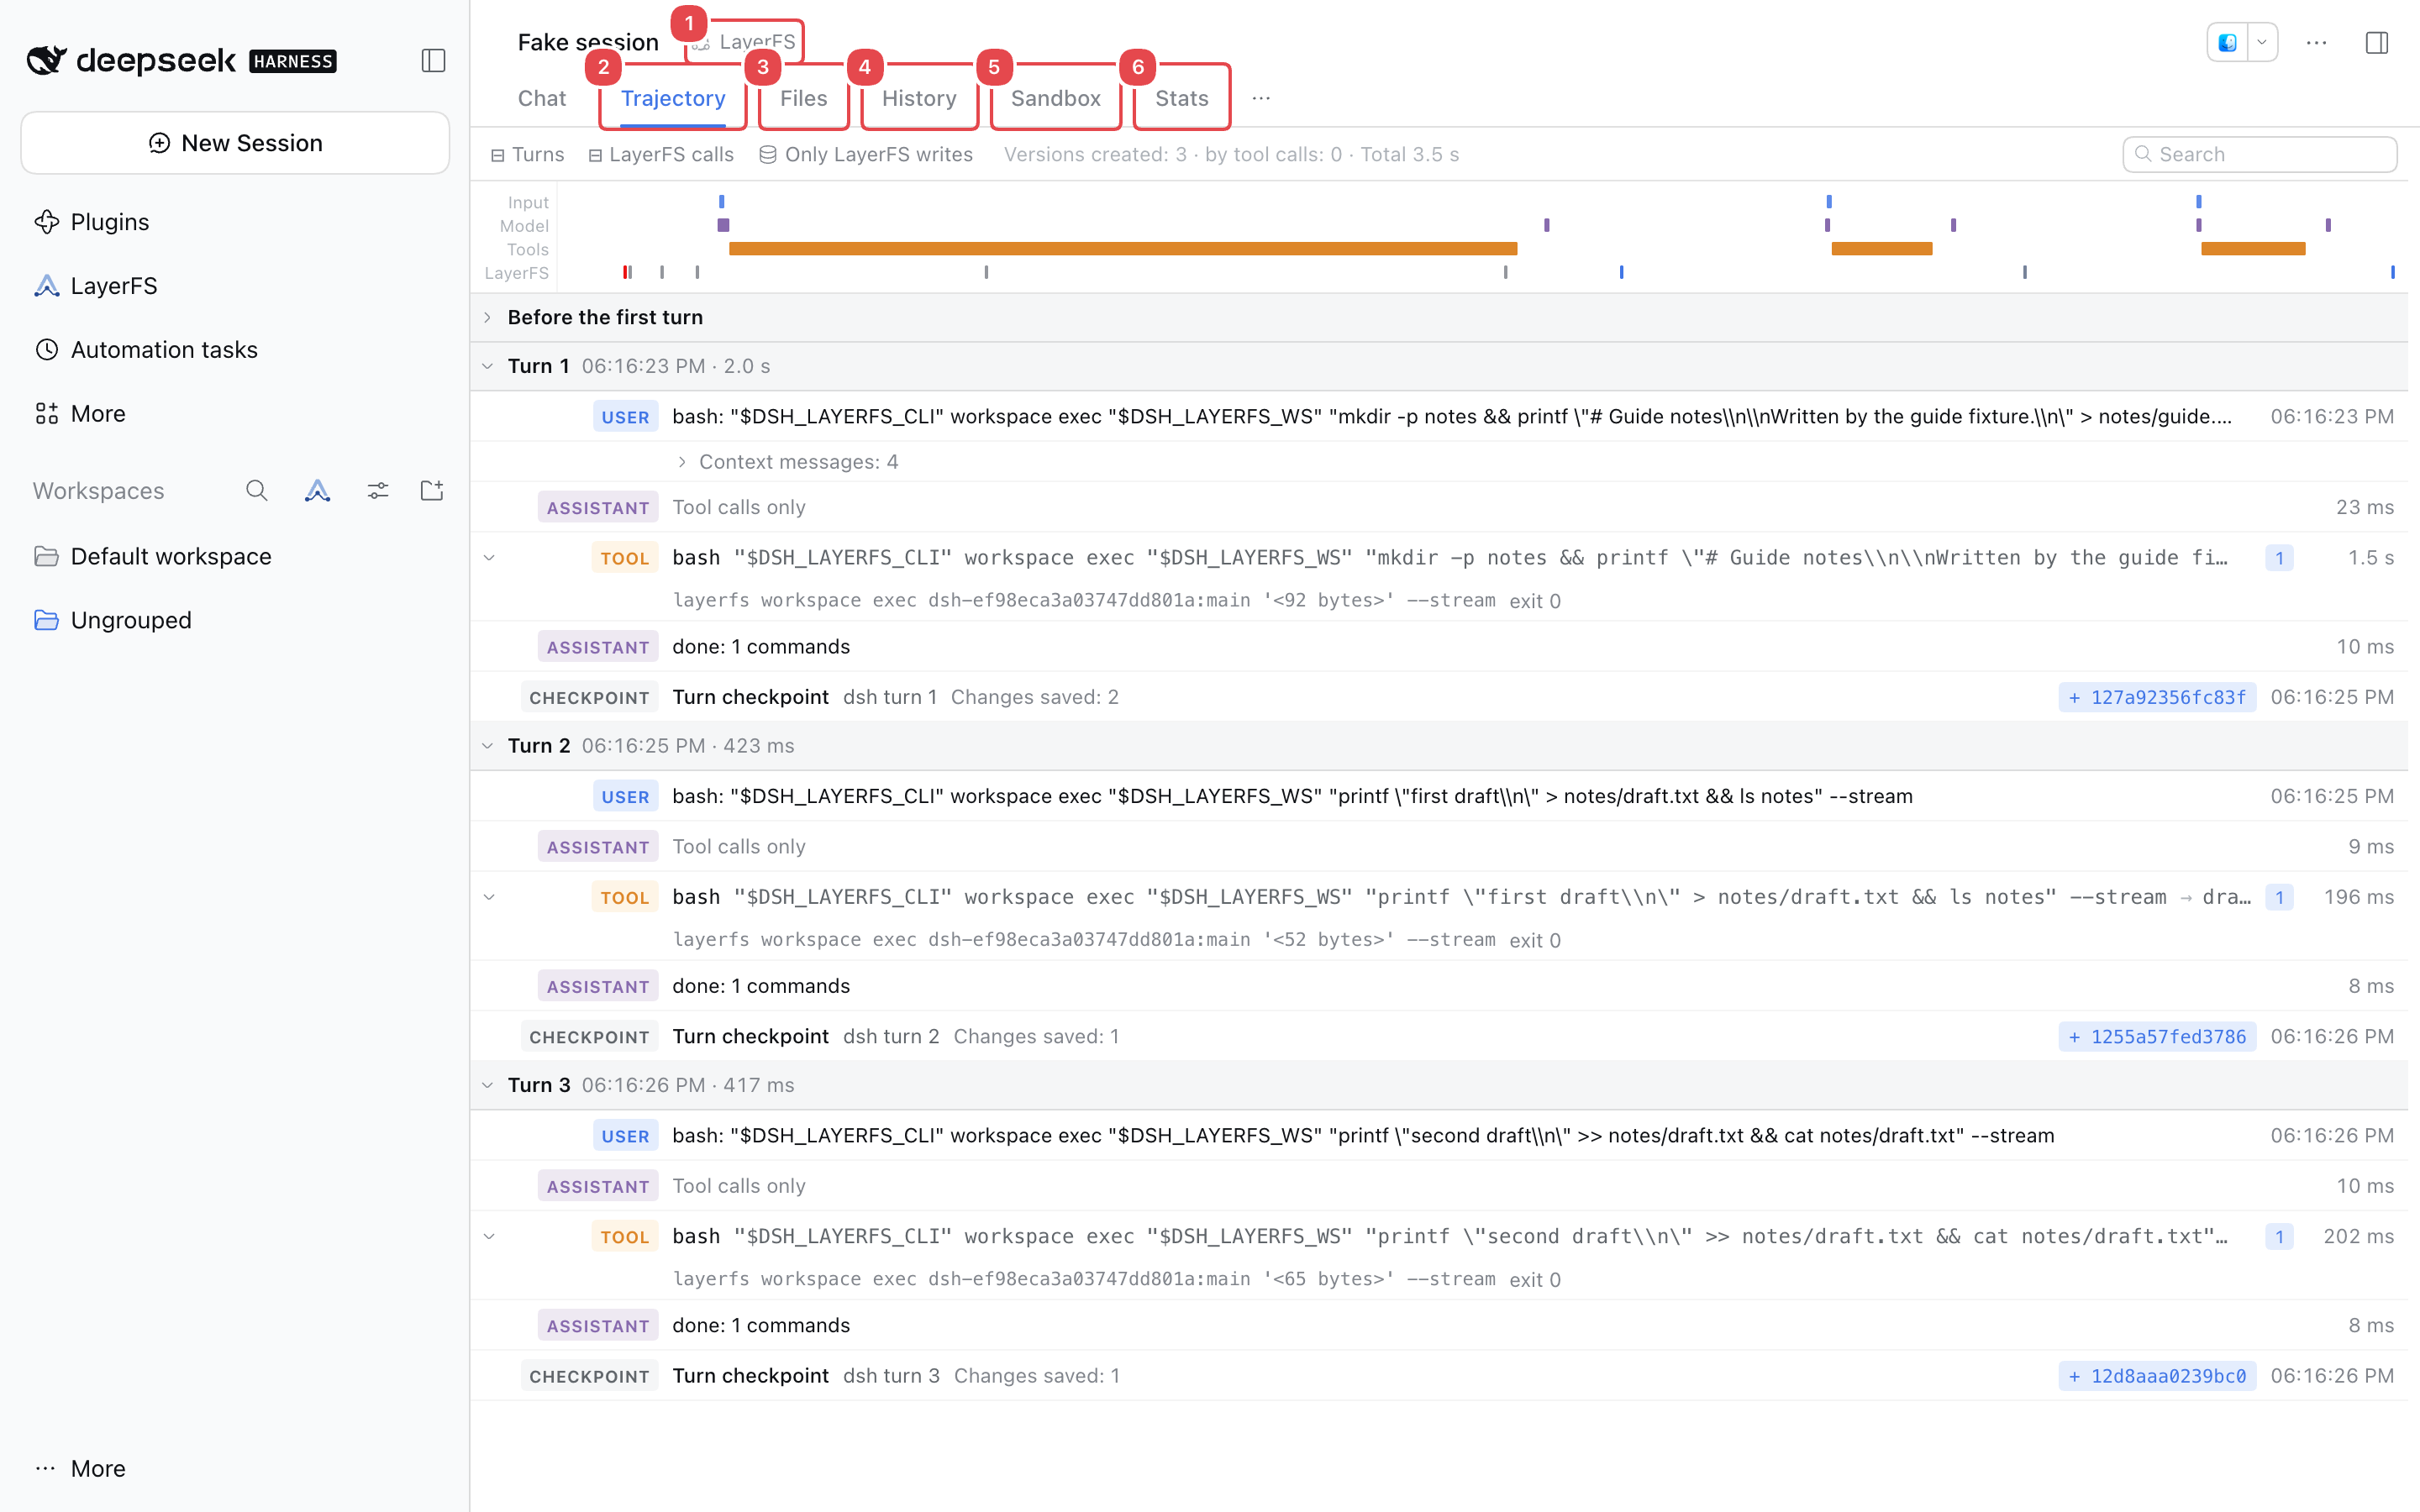 deepseek HARNESS
New Session
Plugins
LayerFS
Automation tasks
More
Workspaces
Default workspace
Ungrouped
More
Fake session
1
LayerFS
2
3
4
5
6
Chat
Trajectory
Files
History
Sandbox
Stats
Turns
LayerFS calls
Only LayerFS writes
Versions created: 3 · by tool calls: 0 · Total 3.5 s
Search
Input
Model
Tools
LayerFS
Before the first turn
Turn 1 06:16:23 PM · 2.0 s
USER bash: "$DSH_LAYERFS_CLI" workspace exec "$DSH_LAYERFS_WS" "mkdir -p notes && printf \"# Guide notes\\n\\nWritten by the guide fixture.\\n\" > notes/guide.... 06:16:23 PM
Context messages: 4
ASSISTANT Tool calls only 23 ms
TOOL bash "$DSH_LAYERFS_CLI" workspace exec "$DSH_LAYERFS_WS" "mkdir -p notes && printf \"# Guide notes\\n\\nWritten by the guide fi… 1 1.5 s
layerfs workspace exec dsh-ef98eca3a03747dd801a:main '<92 bytes>' --stream exit 0
ASSISTANT done: 1 commands 10 ms
CHECKPOINT Turn checkpoint dsh turn 1 Changes saved: 2 + 127a92356fc83f 06:16:25 PM
Turn 2 06:16:25 PM · 423 ms
USER bash: "$DSH_LAYERFS_CLI" workspace exec "$DSH_LAYERFS_WS" "printf \"first draft\\n\" > notes/draft.txt && ls notes" --stream 06:16:25 PM
ASSISTANT Tool calls only 9 ms
TOOL bash "$DSH_LAYERFS_CLI" workspace exec "$DSH_LAYERFS_WS" "printf \"first draft\\n\" > notes/draft.txt && ls notes" --stream → dra… 1 196 ms
layerfs workspace exec dsh-ef98eca3a03747dd801a:main '<52 bytes>' --stream exit 0
ASSISTANT done: 1 commands 8 ms
CHECKPOINT Turn checkpoint dsh turn 2 Changes saved: 1 + 1255a57fed3786 06:16:26 PM
Turn 3 06:16:26 PM · 417 ms
USER bash: "$DSH_LAYERFS_CLI" workspace exec "$DSH_LAYERFS_WS" "printf \"second draft\\n\" >> notes/draft.txt && cat notes/draft.txt" --stream 06:16:26 PM
ASSISTANT Tool calls only 10 ms
TOOL bash "$DSH_LAYERFS_CLI" workspace exec "$DSH_LAYERFS_WS" "printf \"second draft\\n\" >> notes/draft.txt && cat notes/draft.txt"… 1 202 ms
layerfs workspace exec dsh-ef98eca3a03747dd801a:main '<65 bytes>' --stream exit 0
ASSISTANT done: 1 commands 8 ms
CHECKPOINT Turn checkpoint dsh turn 3 Changes saved: 1 + 12d8aaa0239bc0 06:16:26 PM